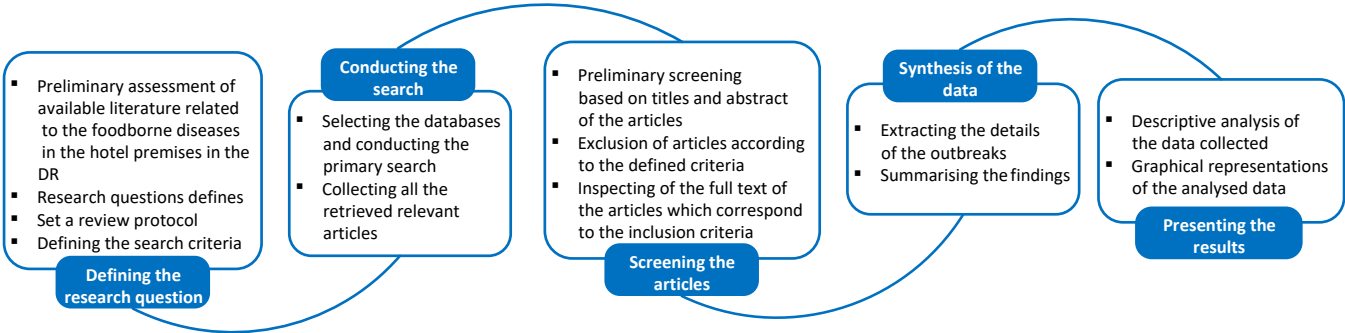 ▪ Preliminary assessment of
available literature related
to the foodborne diseases
in the hotel premises in the
DR
▪ Research questions defines
▪ Set a review protocol
▪ Defining the search criteria
Defining the
research question
Conducting the
search
▪ Selecting the databases
and conducting the
primary search
▪ Collecting all the
retrieved relevant
articles
▪ Preliminary screening
based on titles and abstract
of the articles
▪ Exclusion of articles according
to the defined criteria
▪ Inspecting of the full text of
the articles which correspond
to the inclusion criteria
Screening the
articles
Synthesis of the
data
▪ Extracting the details
of the outbreaks
▪ Summarising the findings
▪ Descriptive analysis of
the data collected
▪ Graphical representations
of the analysed data
Presenting the
results